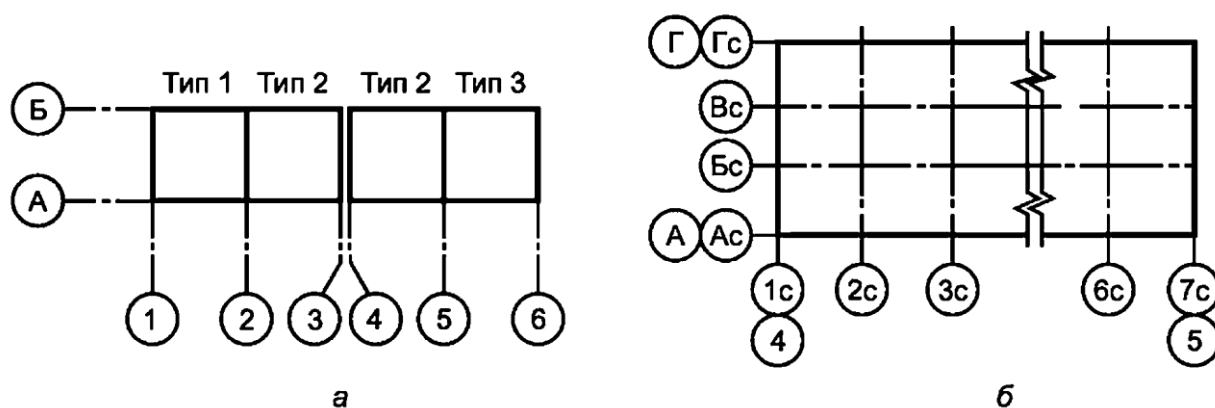 Тип 1 Тип 2 Тип 2 Тип 3
Б
А
1 2 3 4 5 6
а
Г Гс
Вс
Бс
А Ас
1с 2с 3с 6с 7с
4 5
б